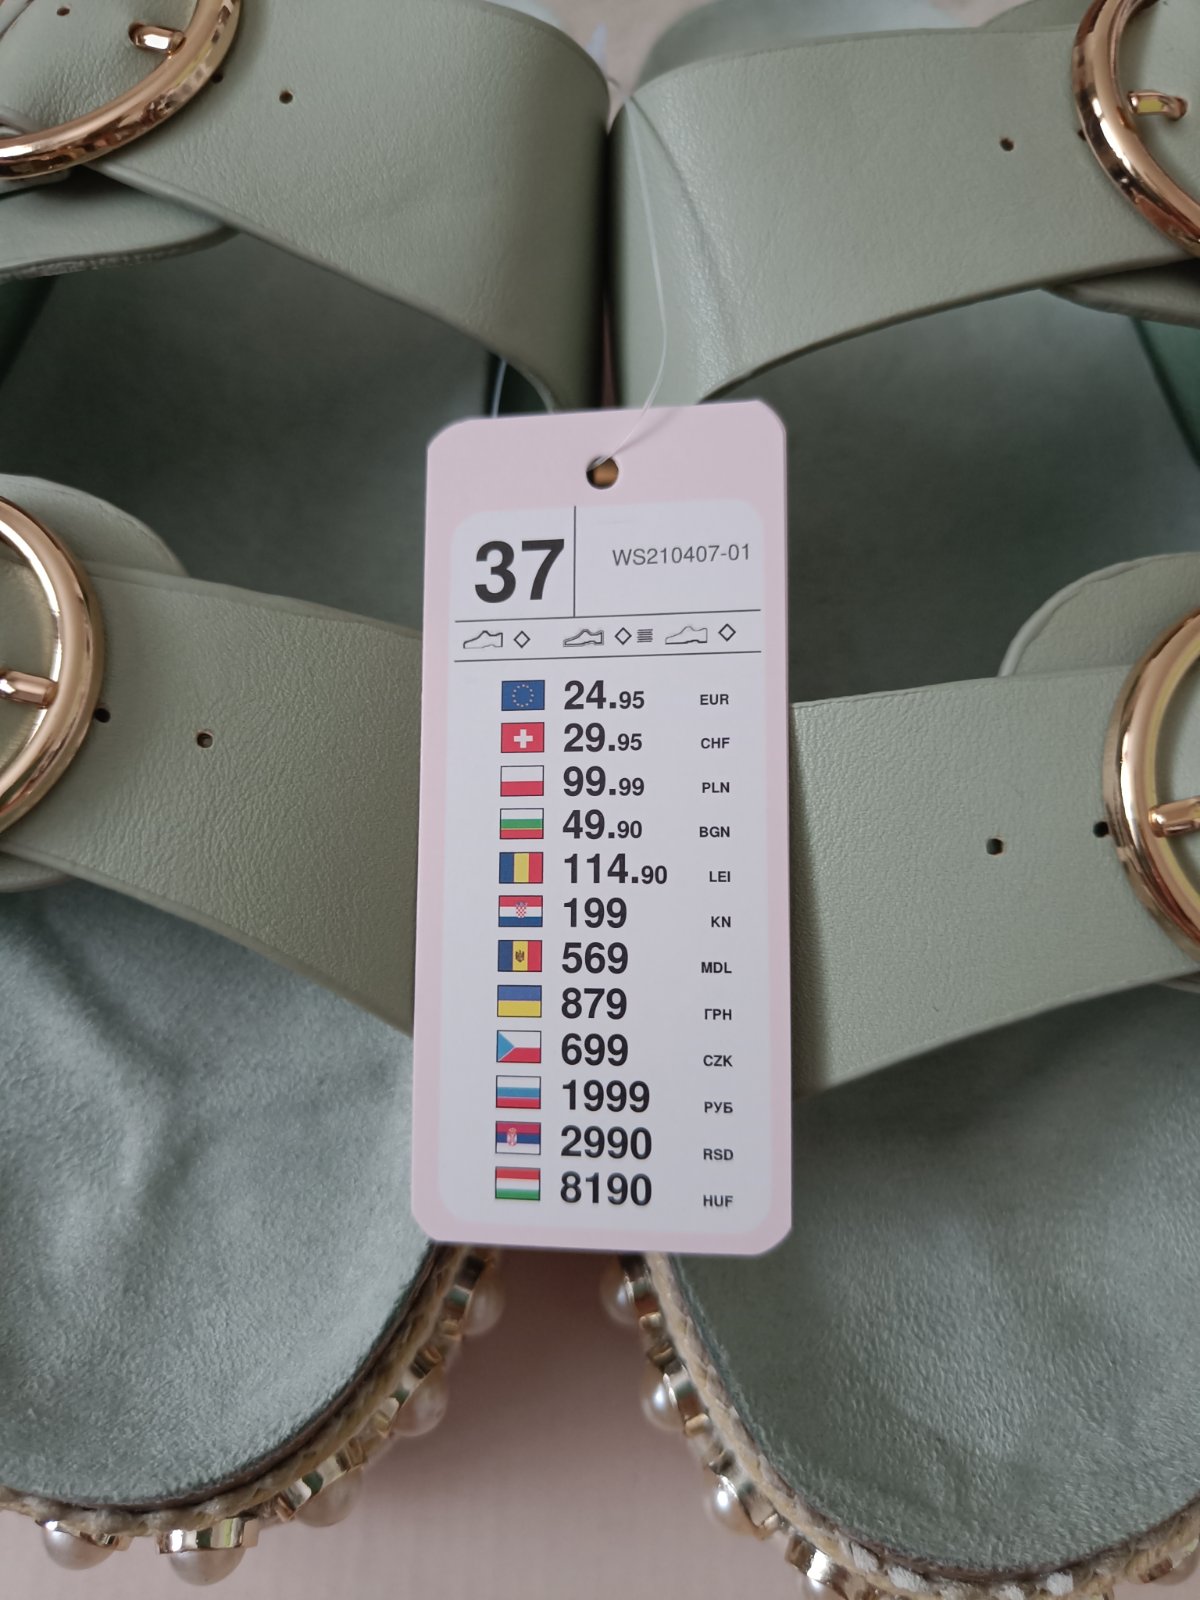 37
WS210407-01
24.95 EUR
29.95 CHF
99.99 PLN
49.90 BGN
114.90 LEI
199 KN
569 MDL
879 ГРН
699 CZK
1999 РУБ
2990 RSD
8190 HUF